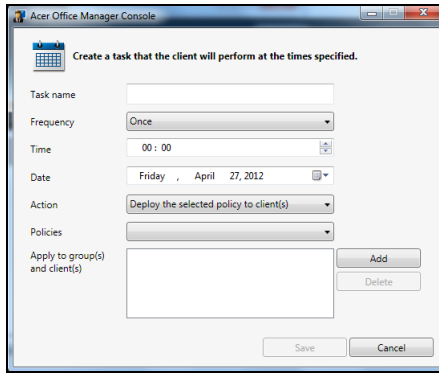 Acer Office Manager Console
Create a task that the client will perform at the times specified.
Task name
Frequency Once
Time 00 : 00
Date Friday , April 27, 2012
Action Deploy the selected policy to client(s)
Policies
Apply to group(s) Add
and client(s) Delete
Save Cancel